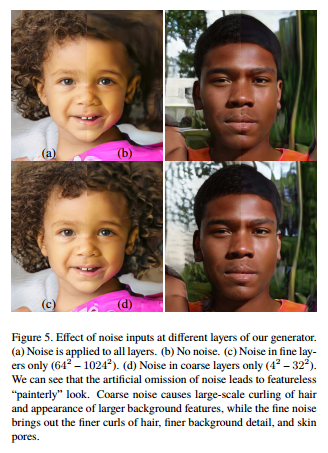 (a)
(b)
(c)
(d)
Figure 5. Effect of noise inputs at different layers of our generator.
(a) Noise is applied to all layers. (b) No noise. (c) Noise in fine lay-
ers only (64² – 1024²). (d) Noise in coarse layers only (4² – 32²).
We can see that the artificial omission of noise leads to featureless
"painterly" look. Coarse noise causes large-scale curling of hair
and appearance of larger background features, while the fine noise
brings out the finer curls of hair, finer background detail, and skin
pores.